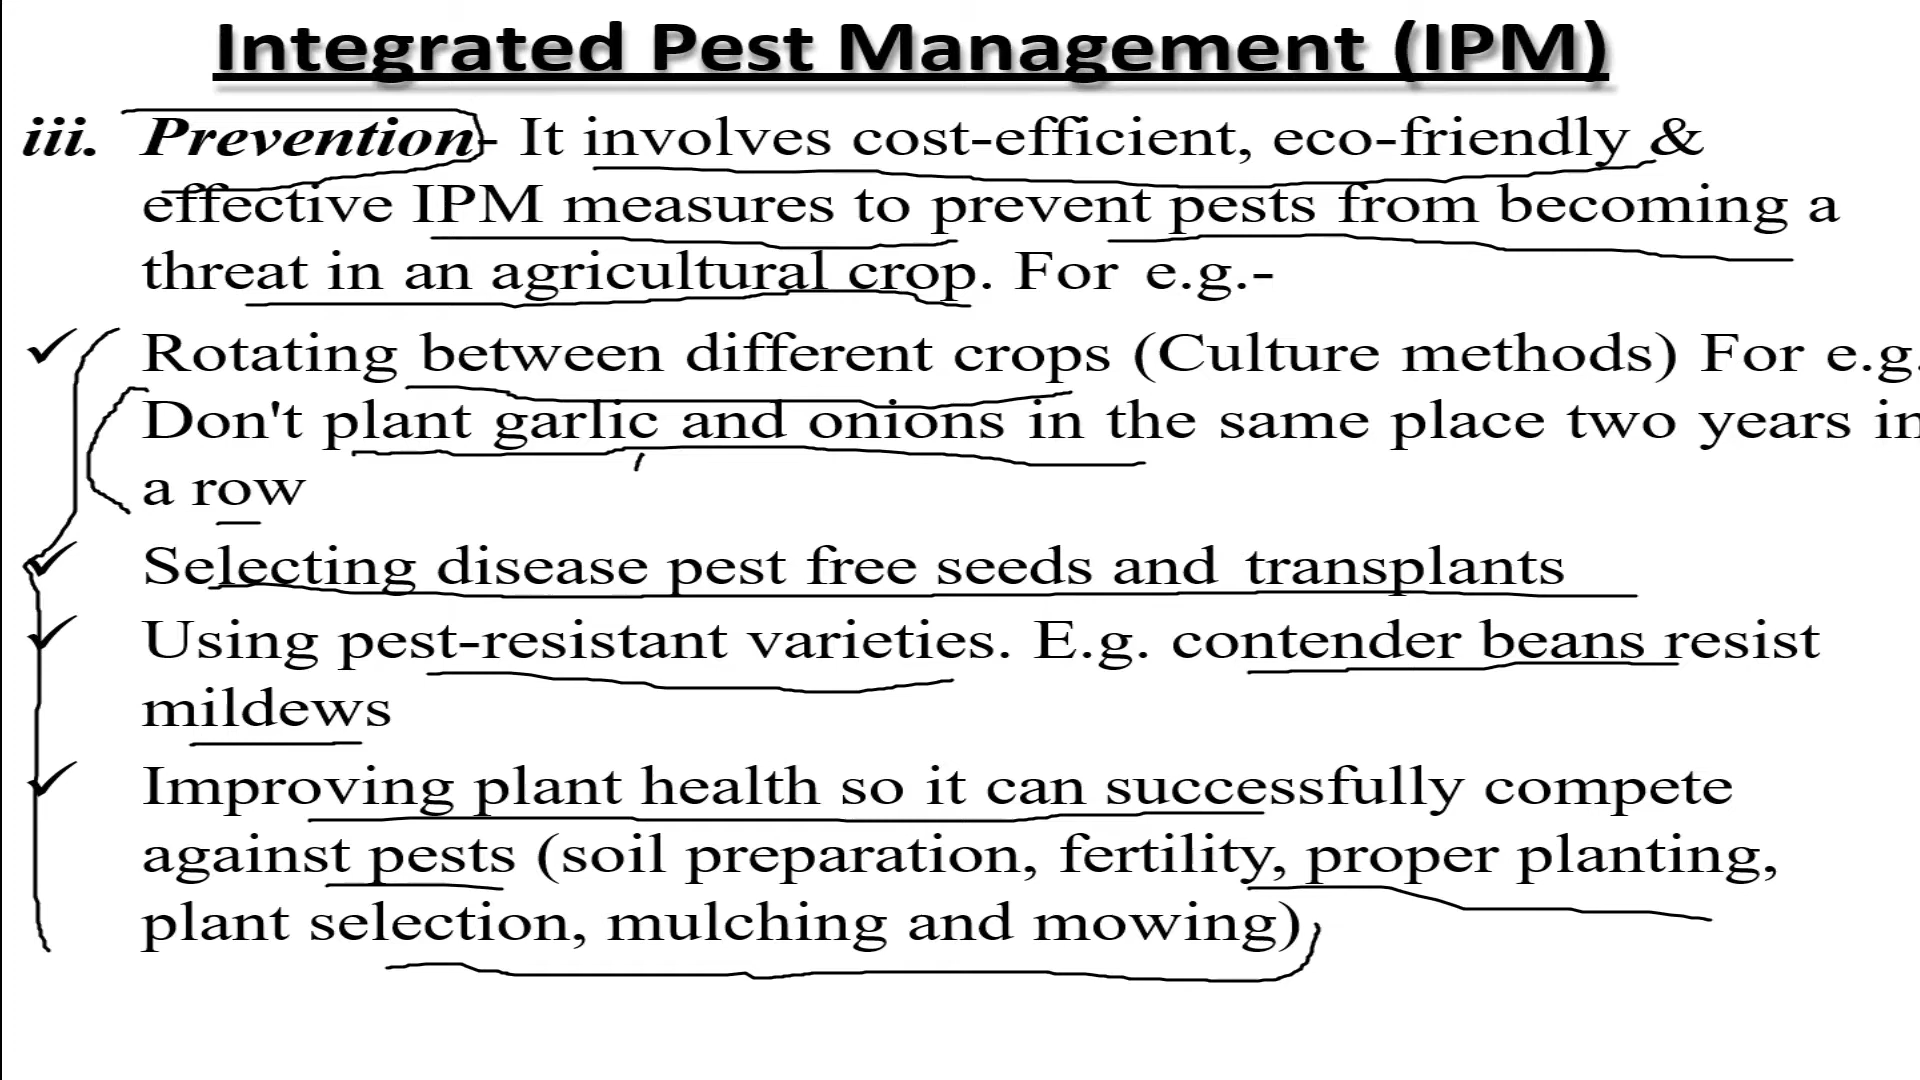 Integrated Pest Management (IPM)
iii. Prevention- It involves cost-efficient, eco-friendly &
effective IPM measures to prevent pests from becoming a
threat in an agricultural crop. For e.g.-
✓ Rotating between different crops (Culture methods) For e.g.
Don't plant garlic and onions in the same place two years in
a row
✓ Selecting disease pest free seeds and transplants
✓ Using pest-resistant varieties. E.g. contender beans resist
mildews
✓ Improving plant health so it can successfully compete
against pests (soil preparation, fertility, proper planting,
plant selection, mulching and mowing)